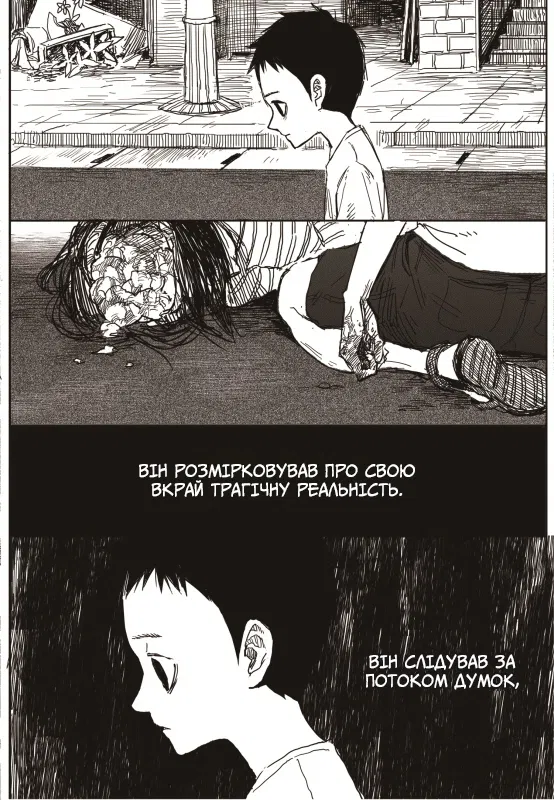 ВІН РОЗМІРКОВУВАВ ПРО СВОЮ
ВКРАЙ ТРАГІЧНУ РЕАЛЬНІСТЬ.
ВІН СЛІДУВАВ ЗА
ПОТОКОМ ДУМОК,